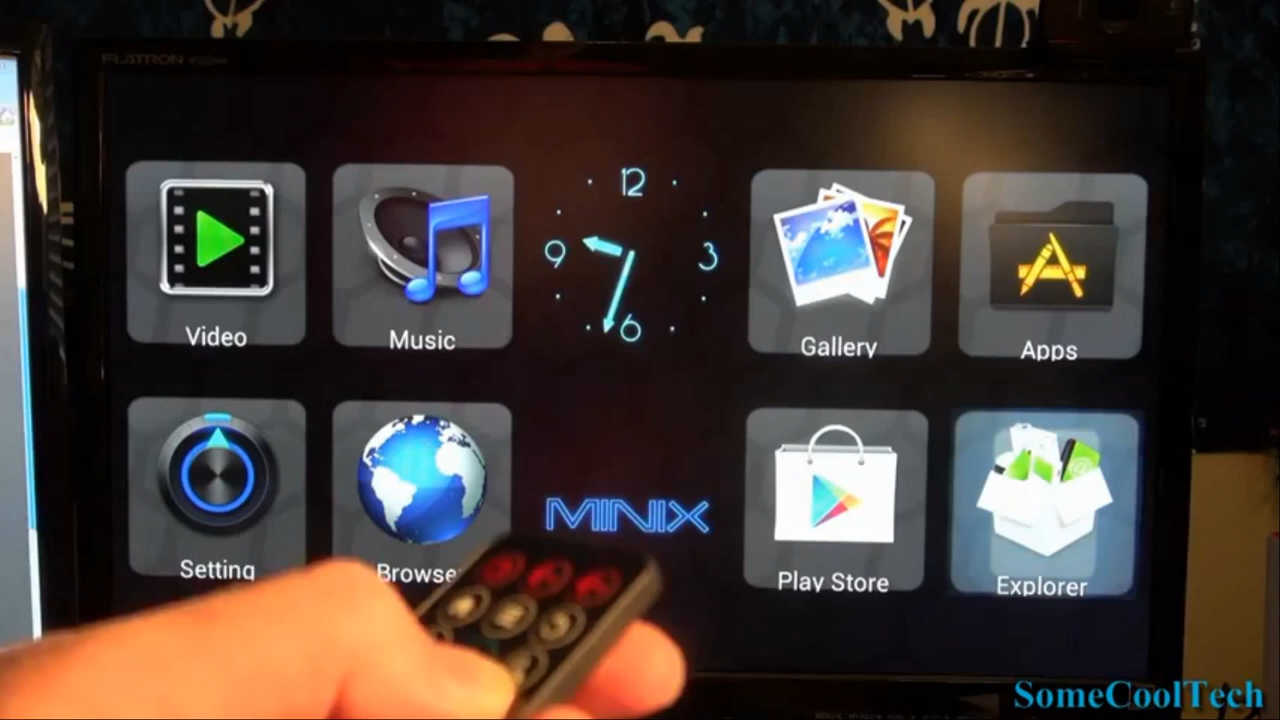 FLATRON
12
9
3
6
Video
Music
Gallery
Apps
Setting
Browse
MINIX
Play Store
Explorer
SomeCoolTech